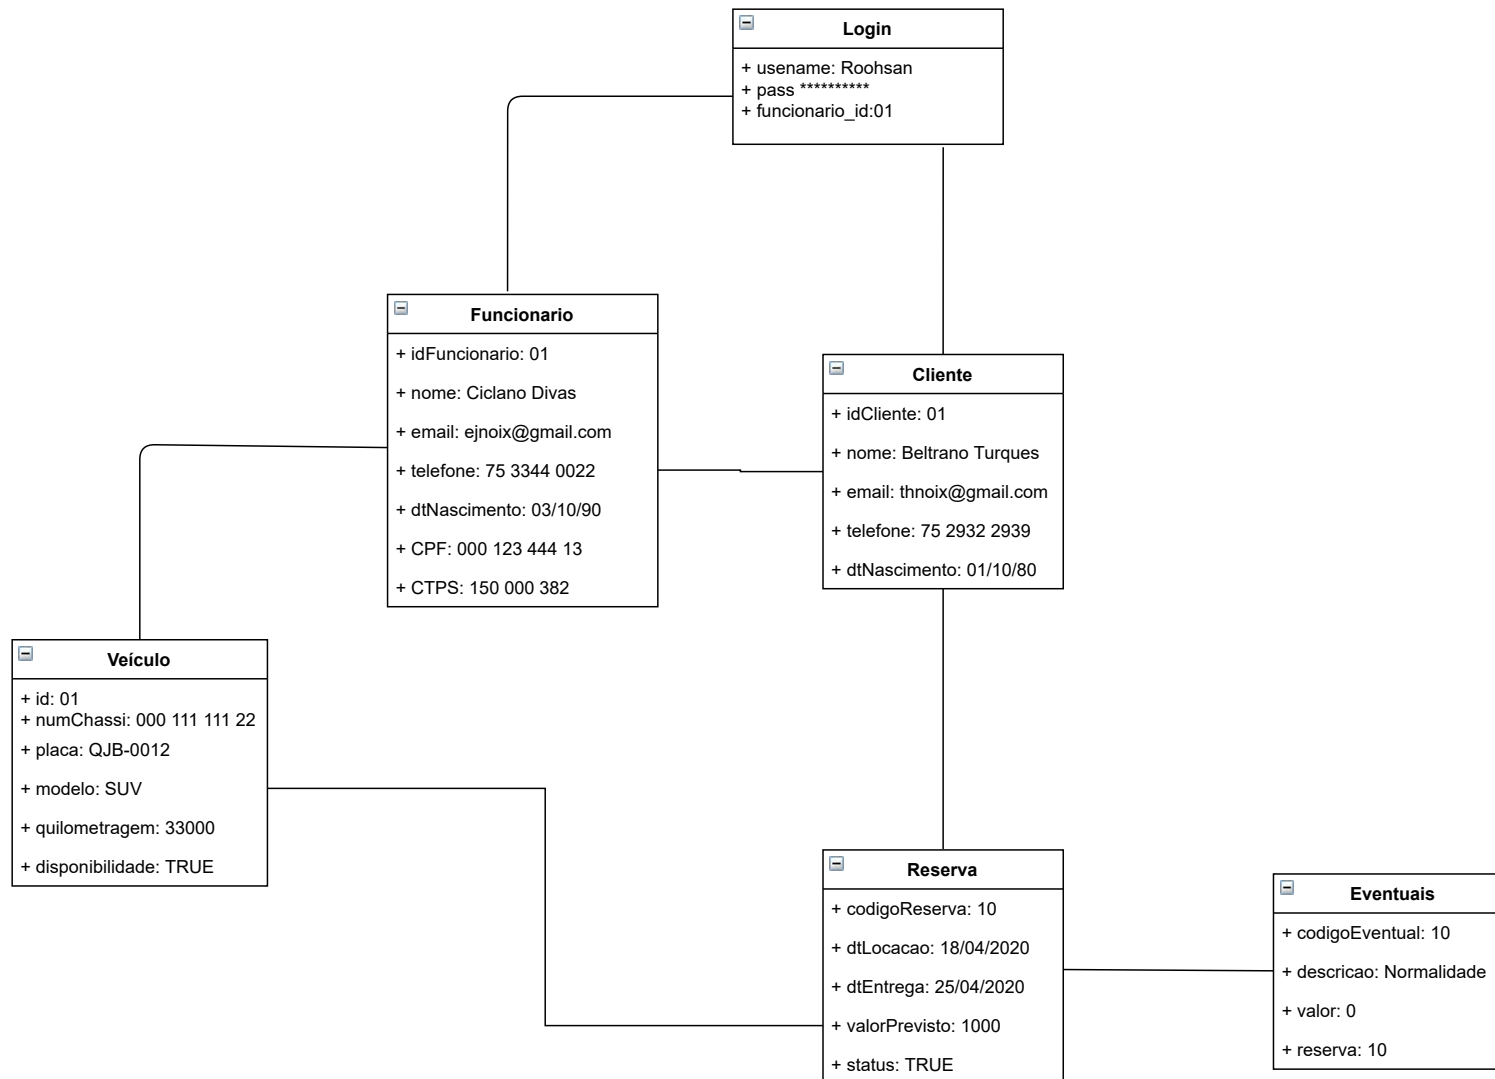 Login
+ usename: Roohsan
+ pass **********
+ funcionario_id:01
Funcionario
+ idFuncionario: 01
+ nome: Ciclano Divas
+ email: ejnoix@gmail.com
+ telefone: 75 3344 0022
+ dtNascimento: 03/10/90
+ CPF: 000 123 444 13
+ CTPS: 150 000 382
Cliente
+ idCliente: 01
+ nome: Beltrano Turques
+ email: thnoix@gmail.com
+ telefone: 75 2932 2939
+ dtNascimento: 01/10/80
Veículo
+ id: 01
+ numChassi: 000 111 111 22
+ placa: QJB-0012
+ modelo: SUV
+ quilometragem: 33000
+ disponibilidade: TRUE
Reserva
+ codigoReserva: 10
+ dtLocacao: 18/04/2020
+ dtEntrega: 25/04/2020
+ valorPrevisto: 1000
+ status: TRUE
Eventuais
+ codigoEventual: 10
+ descricao: Normalidade
+ valor: 0
+ reserva: 10